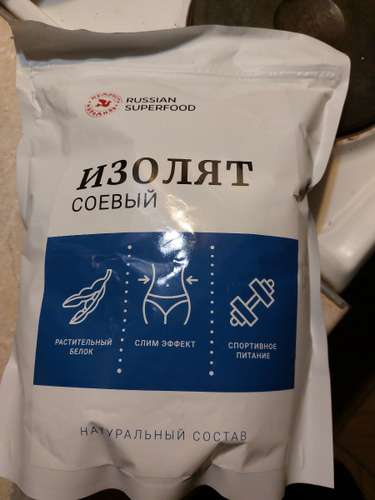 RUSSIAN
SUPERFOOD
ИЗОЛЯТ
СОЕВЫЙ
РАСТИТЕЛЬНЫЙ
БЕЛОК
СЛИМ ЭФФЕКТ
СПОРТИВНОЕ
ПИТАНИЕ
НАТУРАЛЬНЫЙ СОСТАВ